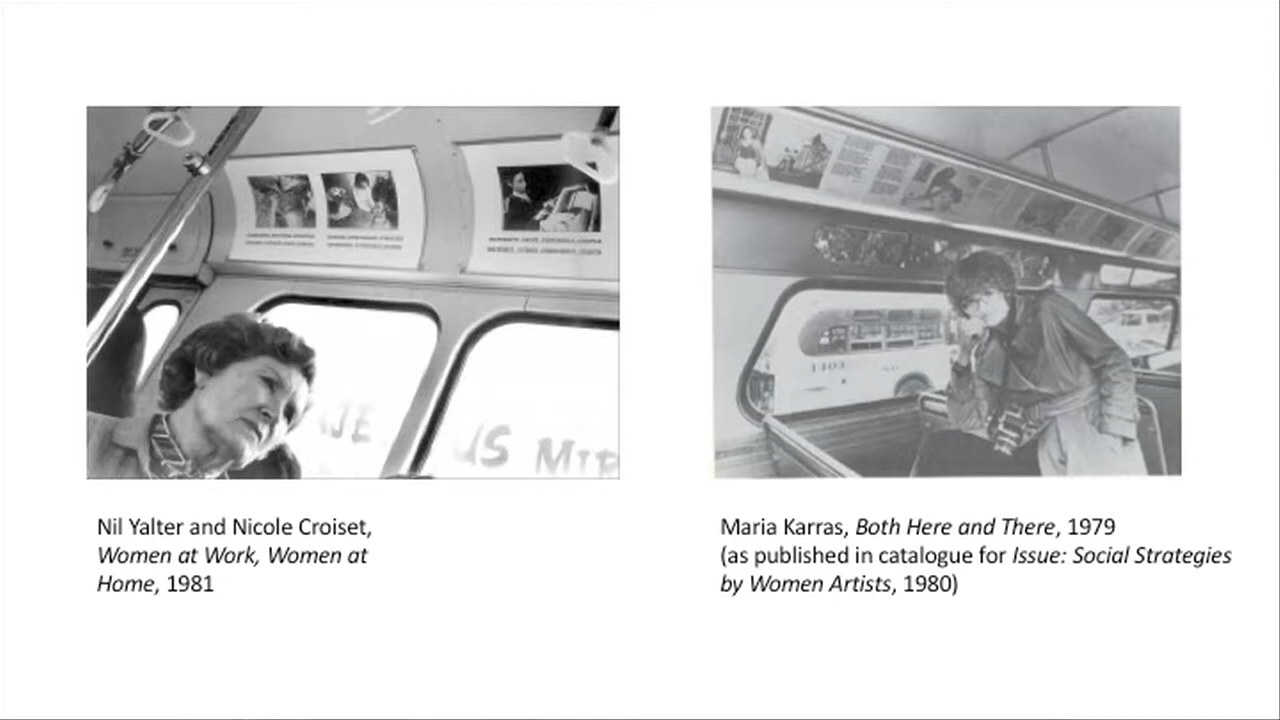 1403
Nil Yalter and Nicole Croiset,
Women at Work, Women at
Home, 1981
Maria Karras, Both Here and There, 1979
(as published in catalogue for Issue: Social Strategies
by Women Artists, 1980)